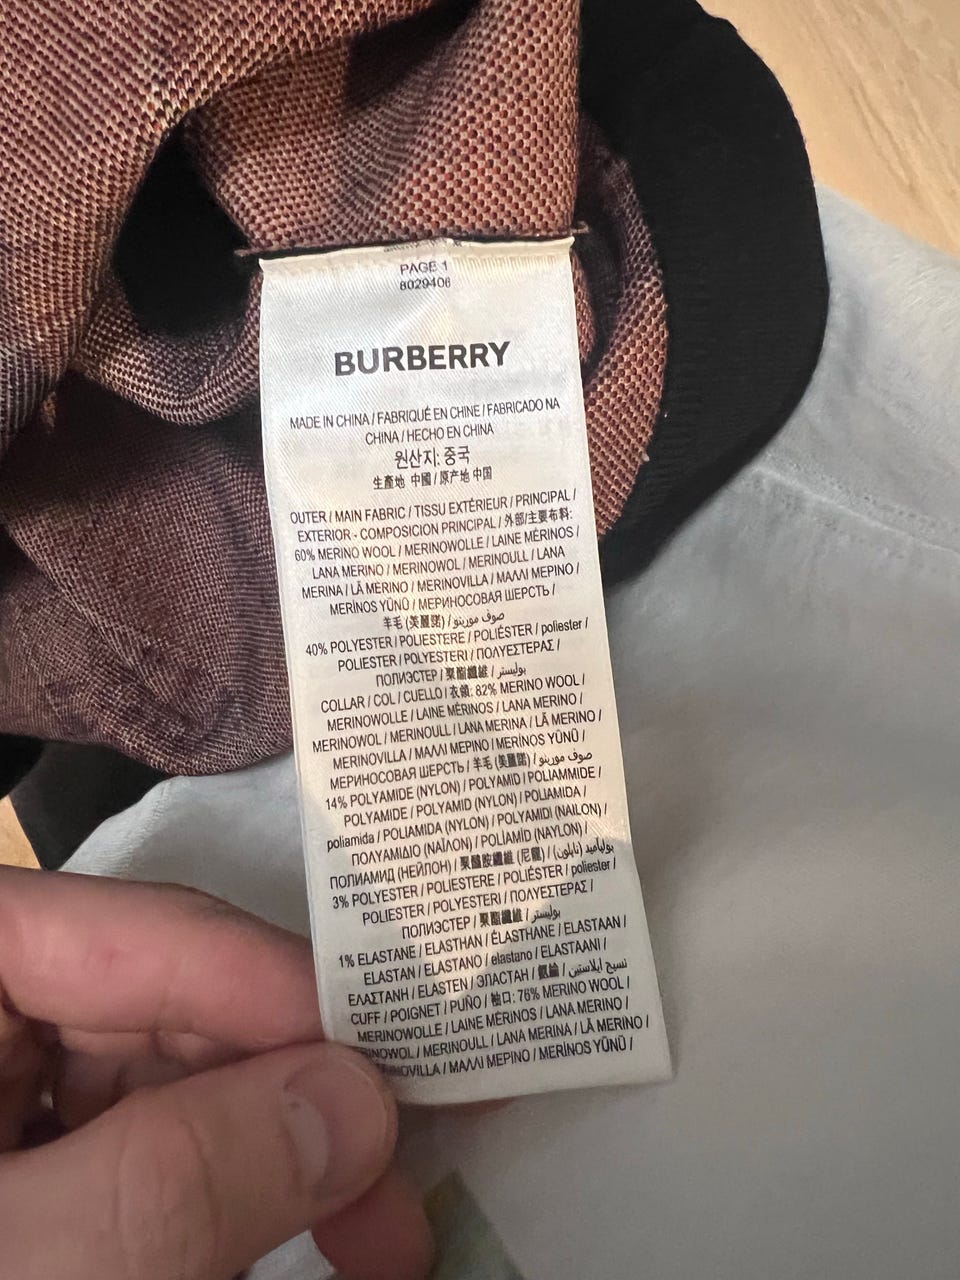 PAGE 1
8029406
BURBERRY
MADE IN CHINA / FABRIQUÉ EN CHINE / FABRICADO NA
CHINA / HECHO EN CHINA
원산지: 중국
生產地 中國 / 原产地 中国
OUTER / MAIN FABRIC / TISSU EXTÉRIEUR / PRINCIPAL /
EXTERIOR - COMPOSICION PRINCIPAL / 外部/主要布料:
60% MERINO WOOL / MERINOWOLLE / LAINE MÉRINOS /
LANA MERINO / MERINOWOL / MERINOULL / LANA
MERINA / LÃ MERINO / MERINOVILLA / ΜΑΛΛΙ ΜΕΡΙΝΟ /
MERİNOS YÜNÜ / МЕРИНОСОВАЯ ШЕРСТЬ /
羊毛 (美麗諾) / صوف مورينو
40% POLYESTER / POLIESTERE / POLIÉSTER / poliester /
POLIESTER / POLYESTERI / ΠΟΛΥΕΣΤΕΡΑΣ /
ПОЛИЭСТЕР / 聚酯纖維 / بوليستر
COLLAR / COL / CUELLO / 衣領: 82% MERINO WOOL /
MERINOWOLLE / LAINE MÉRINOS / LANA MERINO /
MERINOWOL / MERINOULL / LANA MERINA / LÃ MERINO /
MERINOVILLA / ΜΑΛΛΙ ΜΕΡΙΝΟ / MERİNOS YÜNÜ /
МЕРИНОСОВАЯ ШЕРСТЬ / 羊毛 (美麗諾) / صوف مورينو
14% POLYAMIDE (NYLON) / POLYAMID / POLIAMMIDE /
POLYAMIDE / POLYAMID (NYLON) / POLIAMIDA /
poliamida / POLIAMIDA (NYLON) / POLYAMIDI (NAILON) /
ΠΟΛΥΑΜΙΔΙΟ (ΝΑΪΛΟΝ) / POLİAMİD (NAYLON) /
ПОЛИАМИД (НЕЙЛОН) / 聚醯胺纖維 (尼龍) / بولياميد (نايلون)
3% POLYESTER / POLIESTERE / POLIÉSTER / poliester /
POLIESTER / POLYESTERI / ΠΟΛΥΕΣΤΕΡΑΣ /
ПОЛИЭСТЕР / 聚酯纖維 / بوليستر
1% ELASTANE / ELASTHAN / ÉLASTHANE / ELASTAAN /
ELASTAN / ELASTANO / elastano / ELASTAANI /
ΕΛΑΣΤΑΝΗ / ELASTEN / ЭЛАСТАН / 氨綸 / نسيج ايلاستين
CUFF / POIGNET / PUÑO / 袖口: 76% MERINO WOOL /
MERINOWOLLE / LAINE MÉRINOS / LANA MERINO /
INOWOL / MERINOULL / LANA MERINA / LÃ MERINO /
OVILLA / ΜΑΛΛΙ ΜΕΡΙΝΟ / MERİNOS YÜNÜ /